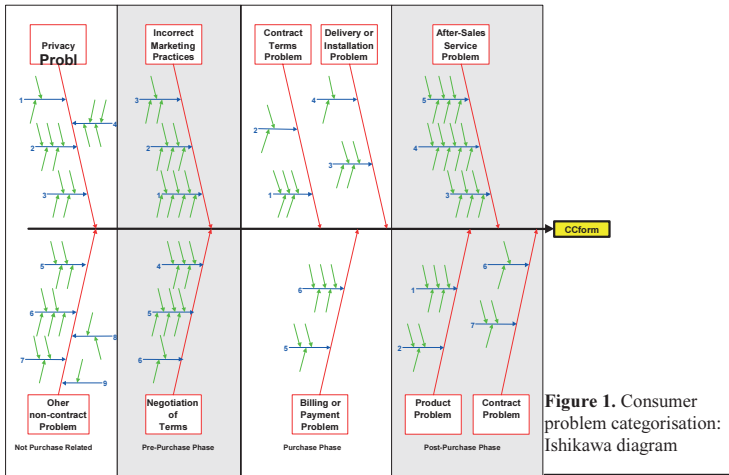 Privacy
Probl
Incorrect
Marketing
Practices
Contract
Terms
Problem
Delivery or
Installation
Problem
After-Sales
Service
Problem
1
4
2
3
3
2
1
2
1
4
3
5
4
3
CCform
5
6
8
7
9
4
5
6
6
5
1
2
6
7
Oher
non-contract
Problem
Negotiation
of
Terms
Billing or
Payment
Problem
Product
Problem
Contract
Problem
Not Purchase Related
Pre-Purchase Phase
Purchase Phase
Post-Purchase Phase
Figure 1. Consumer
problem categorisation:
Ishikawa diagram